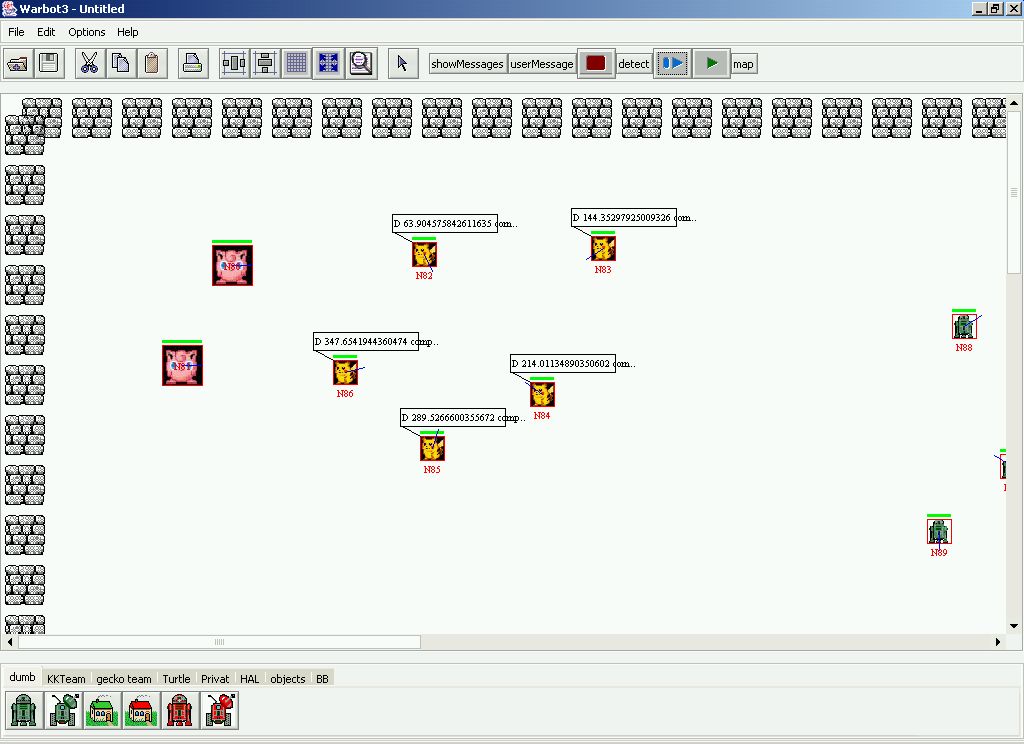 Warbot3 - Untitled
File Edit Options Help
showMessages userMessage detect map
D 63.904575842611635 com..
D 144.35297925009326 com..
N82
N83
N88
D 347.6541944360474 comp..
D 214.01134890350602 com..
N86
N84
D 289.5266600355672 comp..
N85
N89
dumb KKTeam gecko team Turtle Privat HAL objects BB